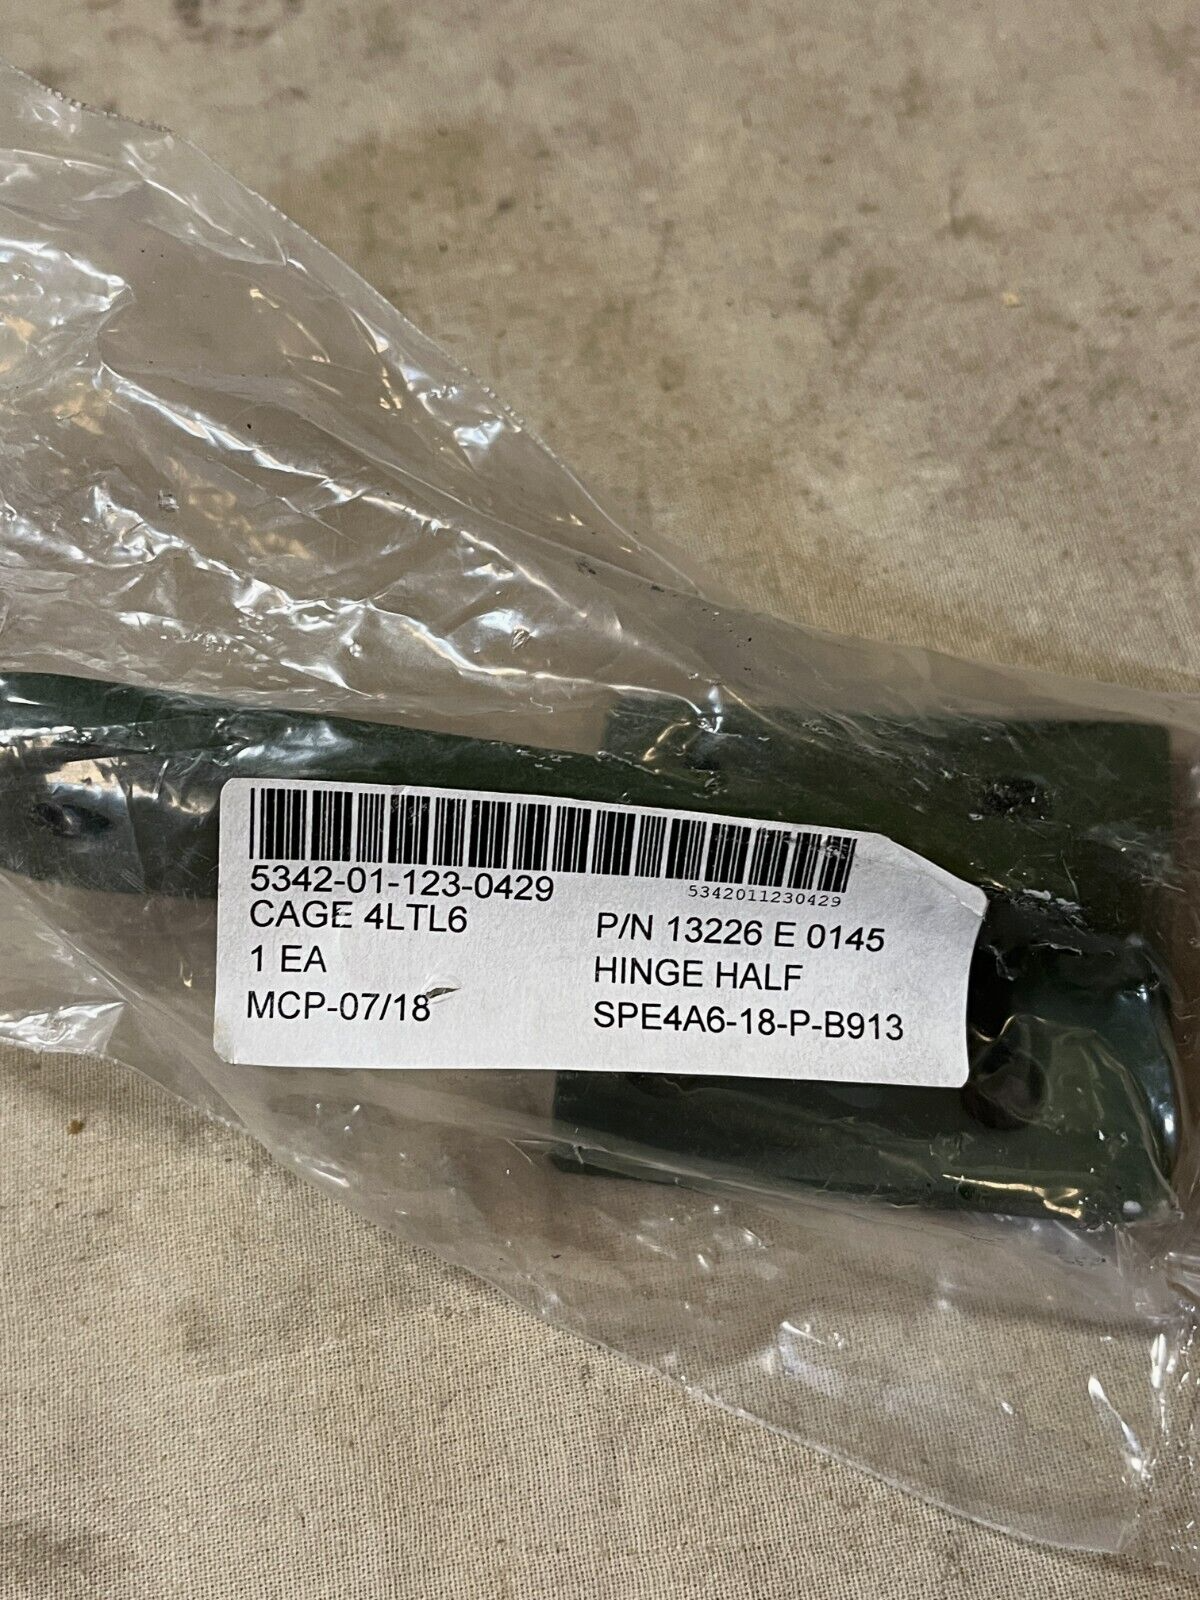 5342011230429
5342-01-123-0429
CAGE 4LTL6
P/N 13226 E 0145
1 EA
HINGE HALF
MCP-07/18
SPE4A6-18-P-B913